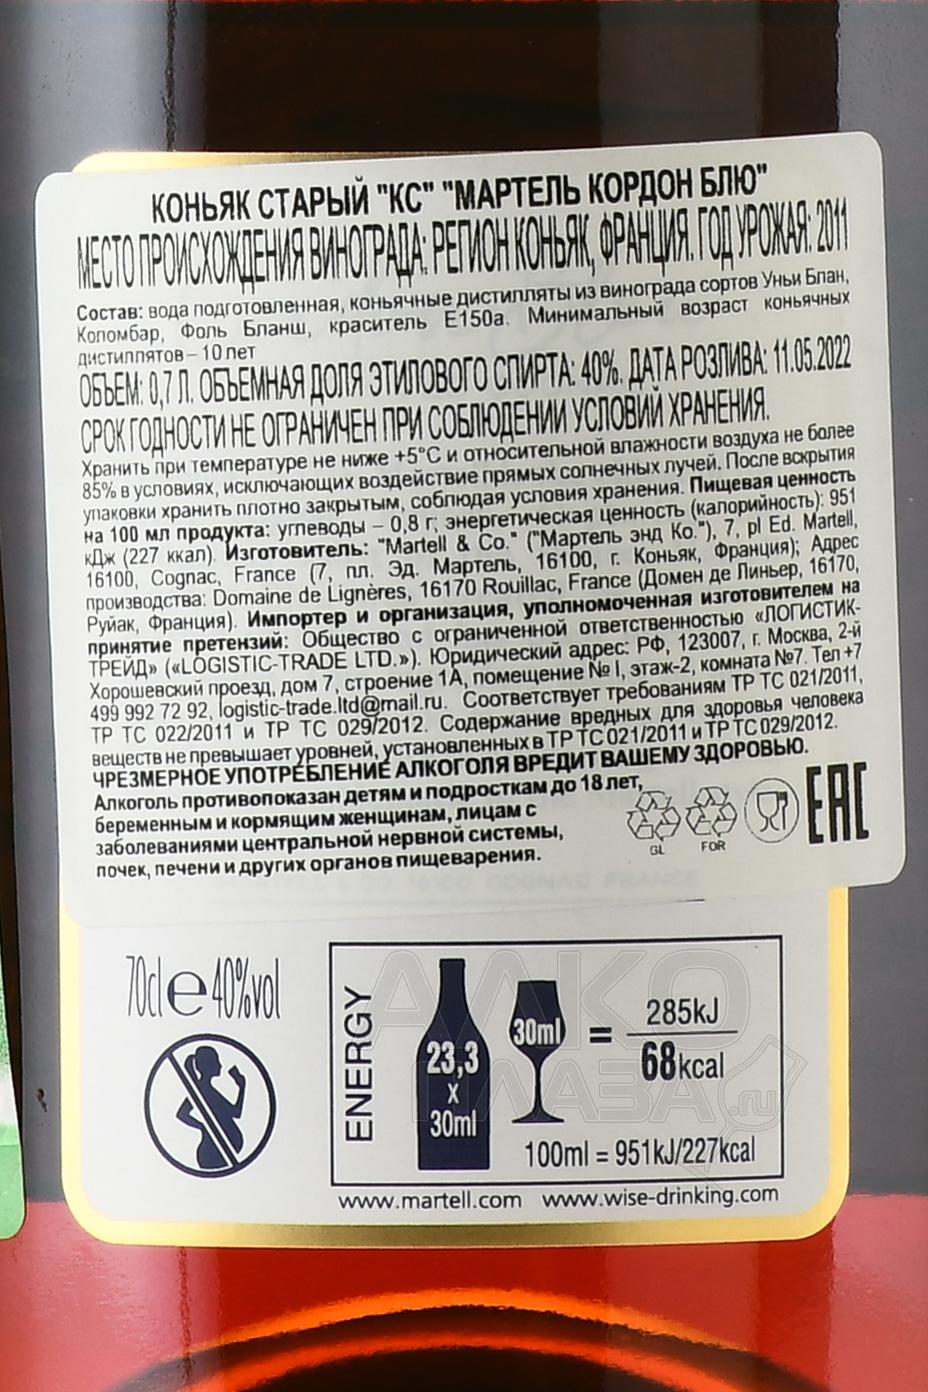 КОНЬЯК СТАРЫЙ "КС" "МАРТЕЛЬ КОРДОН БЛЮ"
МЕСТО ПРОИСХОЖДЕНИЯ ВИНОГРАДА: РЕГИОН КОНЬЯК, ФРАНЦИЯ. ГОД УРОЖАЯ: 2011
Состав: вода подготовленная, коньячные дистилляты из винограда сортов Уньи Блан,
Коломбар, Фоль Бланш, краситель Е150а. Минимальный возраст коньячных
дистиллятов – 10 лет
ОБЪЕМ: 0,7 Л. ОБЪЕМНАЯ ДОЛЯ ЭТИЛОВОГО СПИРТА: 40%. ДАТА РОЗЛИВА: 11.05.2022
СРОК ГОДНОСТИ НЕ ОГРАНИЧЕН ПРИ СОБЛЮДЕНИИ УСЛОВИЙ ХРАНЕНИЯ.
Хранить при температуре не ниже +5°С и относительной влажности воздуха не более
85% в условиях, исключающих воздействие прямых солнечных лучей. После вскрытия
упаковки хранить плотно закрытым, соблюдая условия хранения. Пищевая ценность
на 100 мл продукта: углеводы – 0,8 г; энергетическая ценность (калорийность): 951
кДж (227 ккал). Изготовитель: "Martell & Co." ("Мартель энд Ко."), 7, pl Ed. Martell,
16100, Cognac, France (7, пл. Эд. Мартель, 16100, г. Коньяк, Франция); Адрес
производства: Domaine de Lignères, 16170 Rouillac, France (Домен де Линьер, 16170,
Руйак, Франция). Импортер и организация, уполномоченная изготовителем на
принятие претензий: Общество с ограниченной ответственностью «ЛОГИСТИК-
ТРЕЙД» («LOGISTIC-TRADE LTD.»). Юридический адрес: РФ, 123007, г. Москва, 2-й
Хорошевский проезд, дом 7, строение 1А, помещение № I, этаж-2, комната №7. Тел +7
499 992 72 92, logistic-trade.ltd@mail.ru. Соответствует требованиям ТР ТС 021/2011,
ТР ТС 022/2011 и ТР ТС 029/2012. Содержание вредных для здоровья человека
веществ не превышает уровней, установленных в ТР ТС 021/2011 и ТР ТС 029/2012.
ЧРЕЗМЕРНОЕ УПОТРЕБЛЕНИЕ АЛКОГОЛЯ ВРЕДИТ ВАШЕМУ ЗДОРОВЬЮ.
Алкоголь противопоказан детям и подросткам до 18 лет,
беременным и кормящим женщинам, лицам с
заболеваниями центральной нервной системы,
почек, печени и других органов пищеварения.
GL
FOR
EAC
70cl e 40%vol
ENERGY
23,3
x
30ml
30ml
=
285kJ
68kcal
100ml = 951kJ/227kcal
www.martell.com www.wise-drinking.com
АЛКО
ПЛАЗА.ru